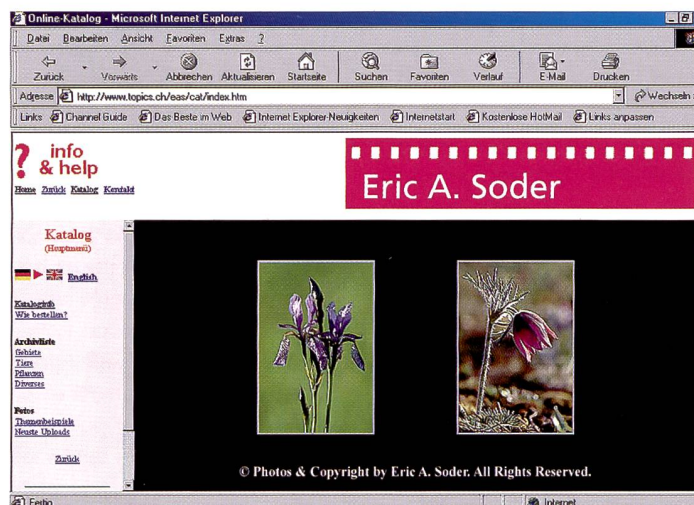 Online-Katalog - Microsoft Internet Explorer
Datei Bearbeiten Ansicht Favoriten Extras ?
Zurück Vorwärts Abbrechen Aktualisieren Startseite Suchen Favoriten Verlauf E-Mail Drucken
Adresse http://www.topics.ch/eas/cat/index.htm Wechseln
Links Channel Guide Das Beste im Web Internet Explorer-Neuigkeiten Internetstart Kostenlose HotMail Links anpassen
? info
& help
Home Zurück Katalog Kontakt
Eric A. Soder
Katalog
(Hauptmenü)
English
Kataloginfo
Wie bestellen?
Archivliste
Gebiete
Tiere
Pflanzen
Diverses
Fotos
Themenbeispiele
Neuste Uploads
Zurück
© Photos & Copyright by Eric A. Soder. All Rights Reserved.
Fertig Internet